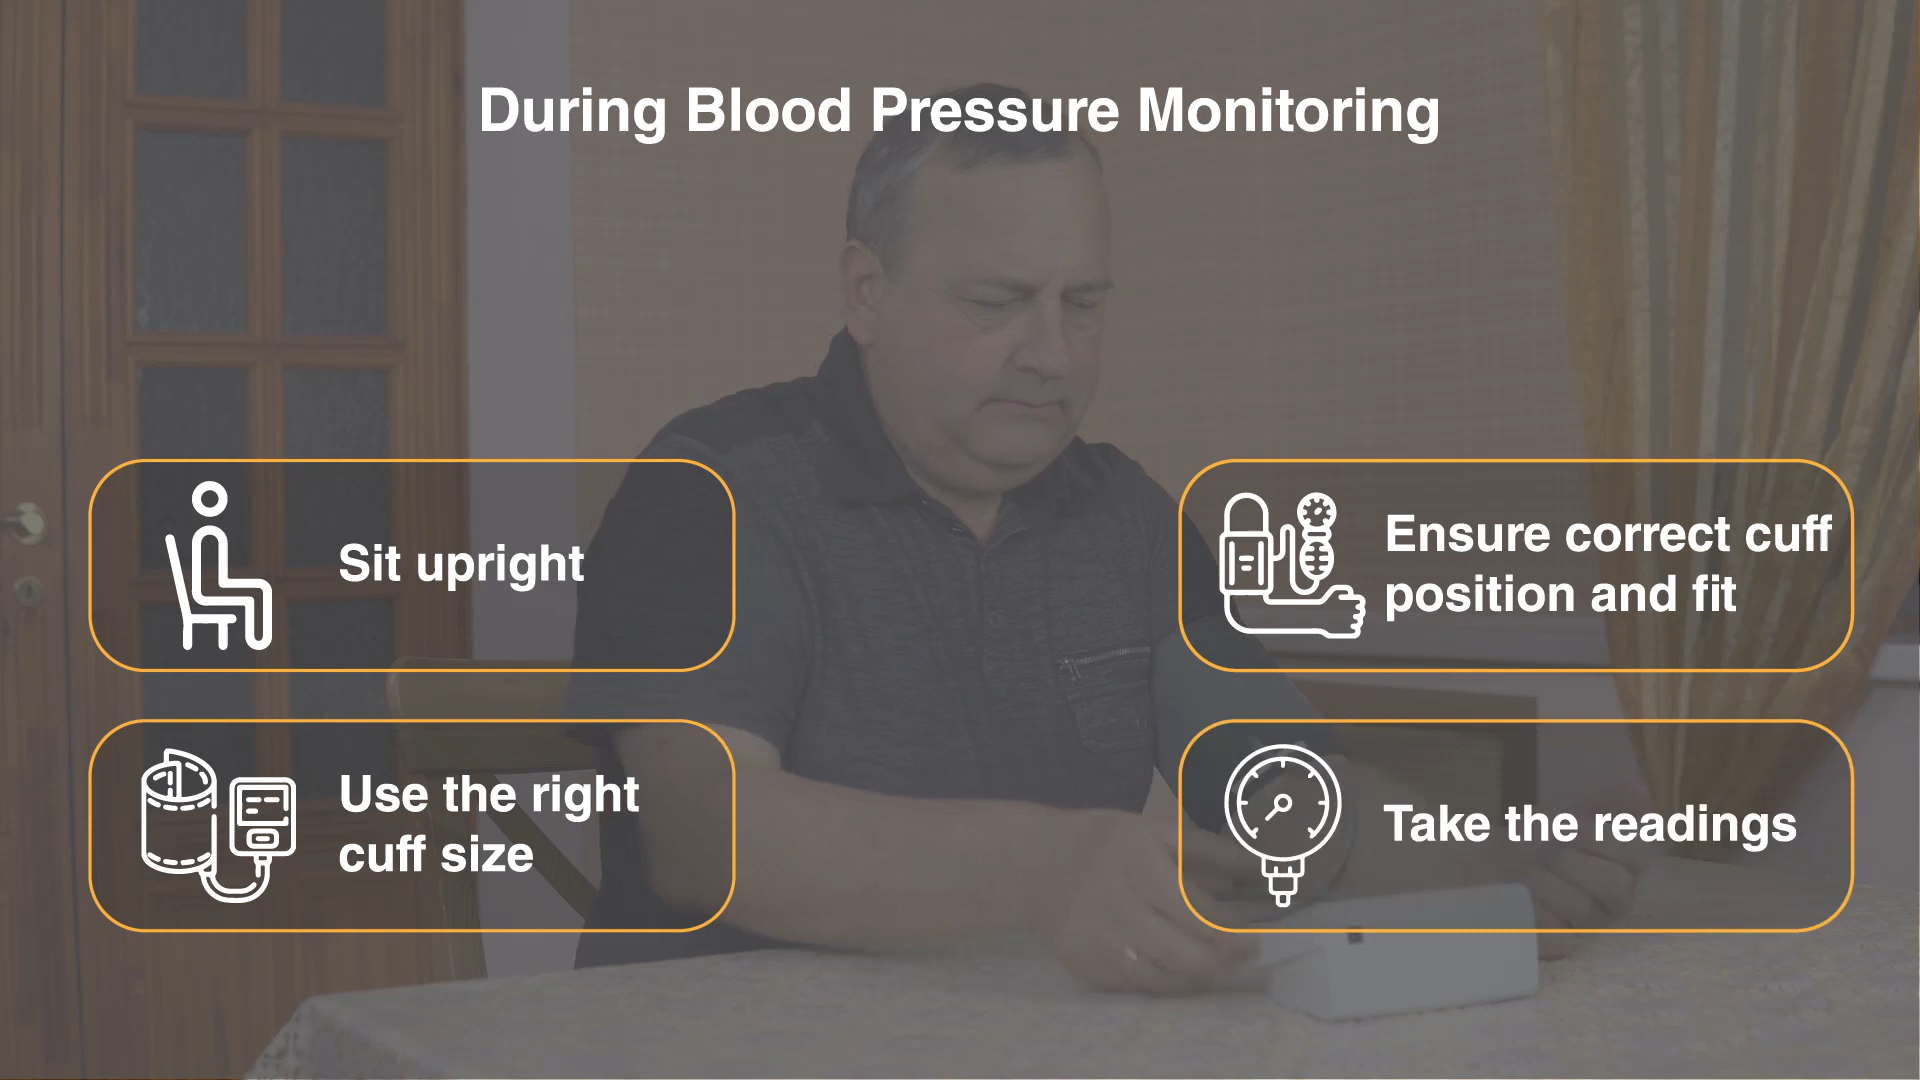 During Blood Pressure Monitoring
Sit upright
Use the right
cuff size
Ensure correct cuff
position and fit
Take the readings